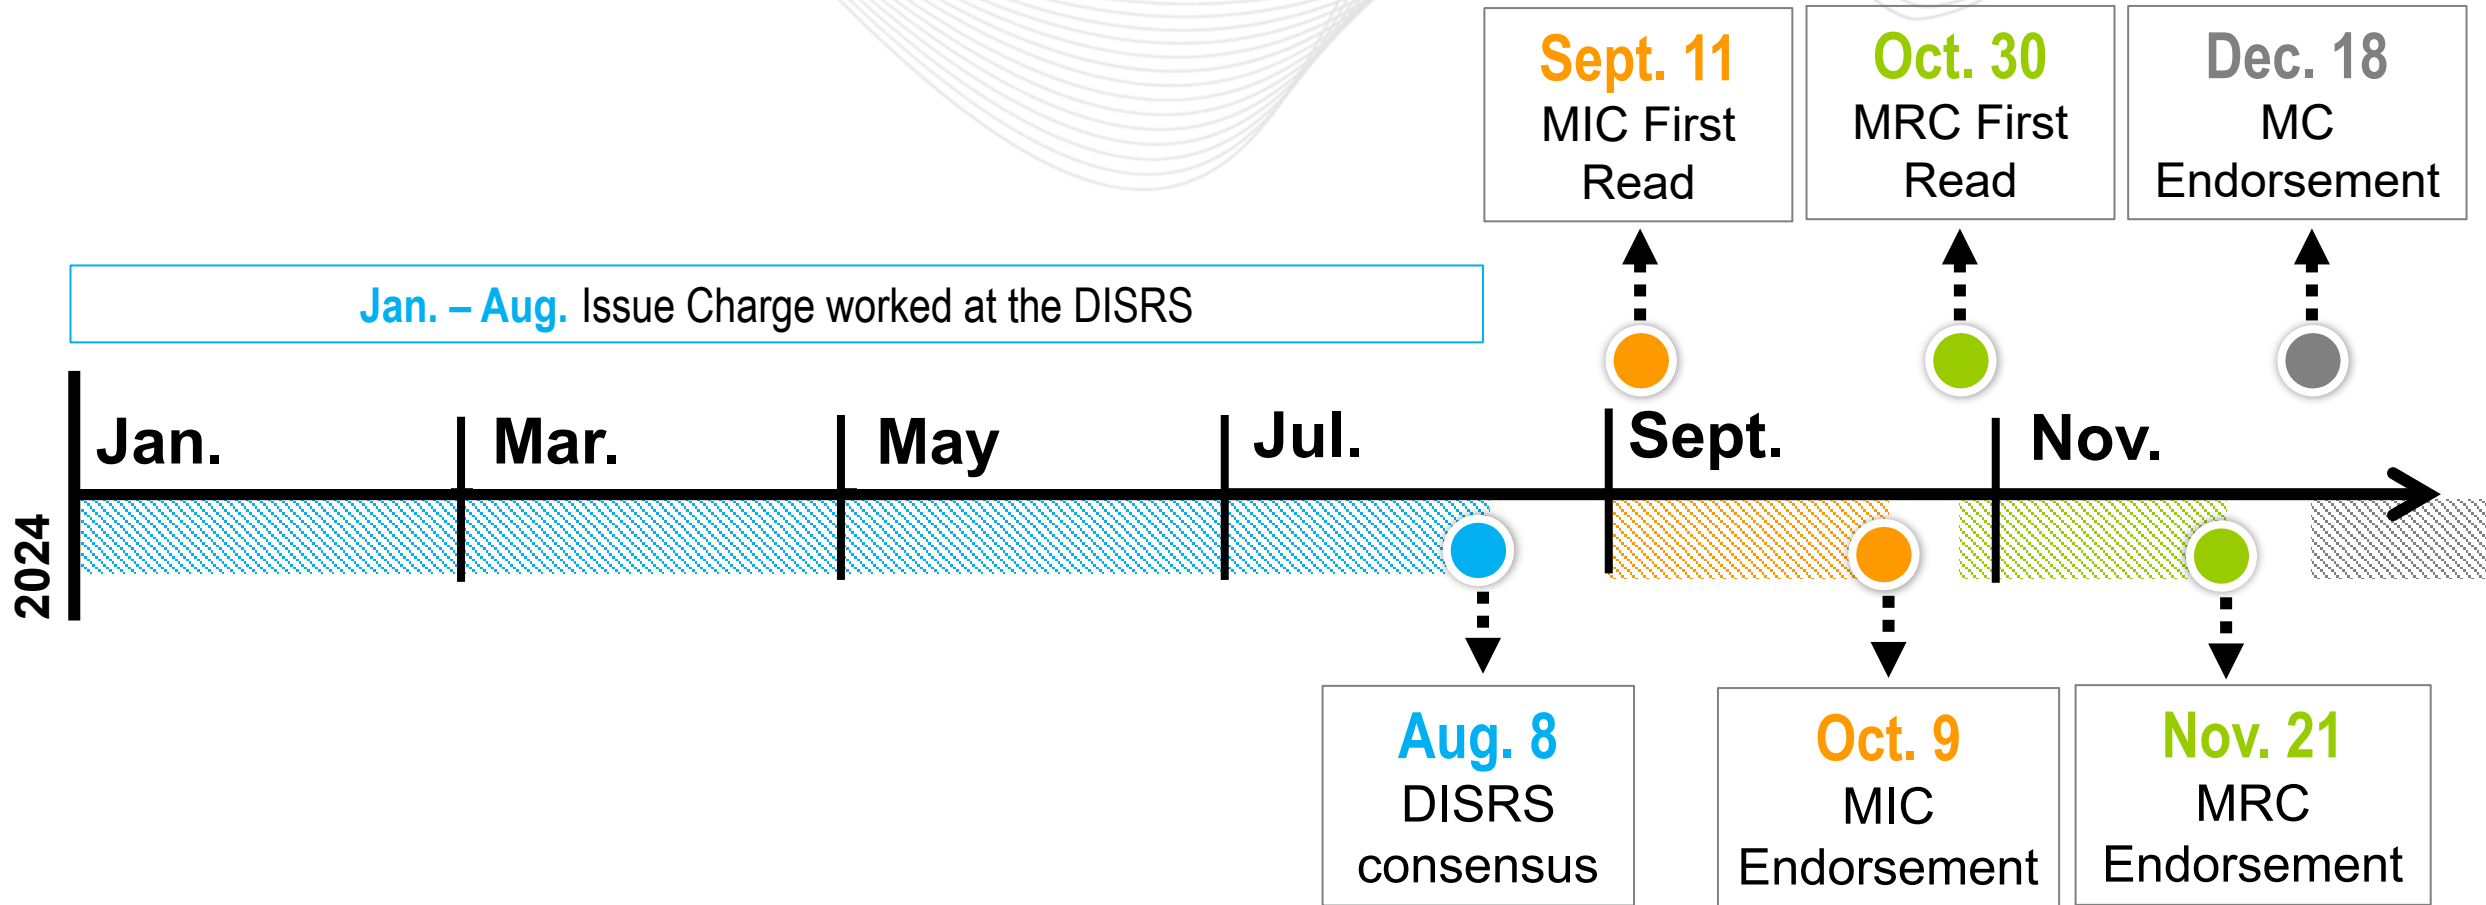 Sept. 11
MIC First
Read
Oct. 30
MRC First
Read
Dec. 18
MC
Endorsement
Jan. – Aug. Issue Charge worked at the DISRS
Jan.
Mar.
May
Jul.
Sept.
Nov.
2024
Aug. 8
DISRS
consensus
Oct. 9
MIC
Endorsement
Nov. 21
MRC
Endorsement